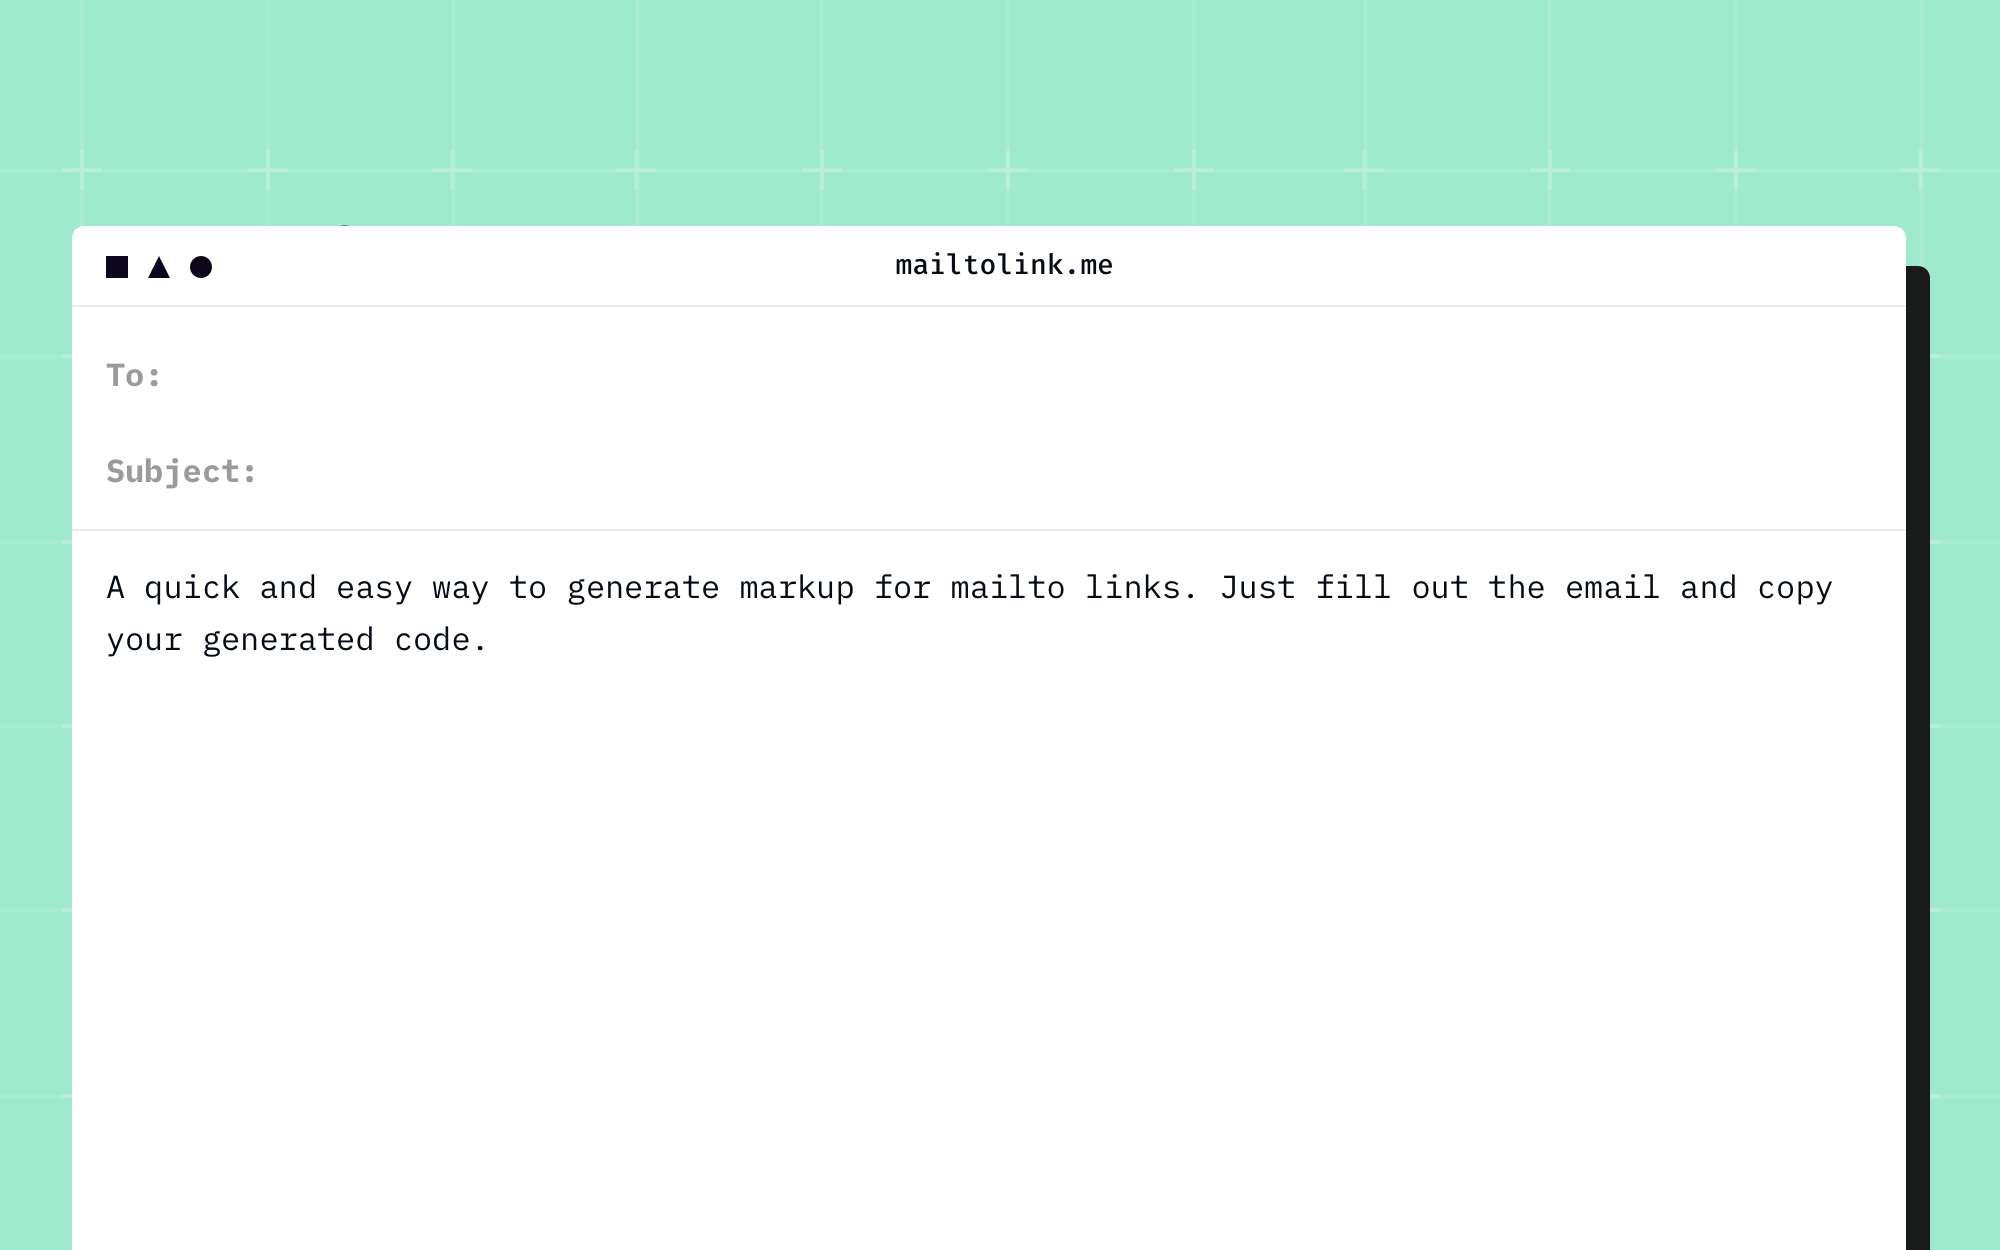 mailtolink.me
To:
Subject:
A quick and easy way to generate markup for mailto links. Just fill out the email and copy
your generated code.